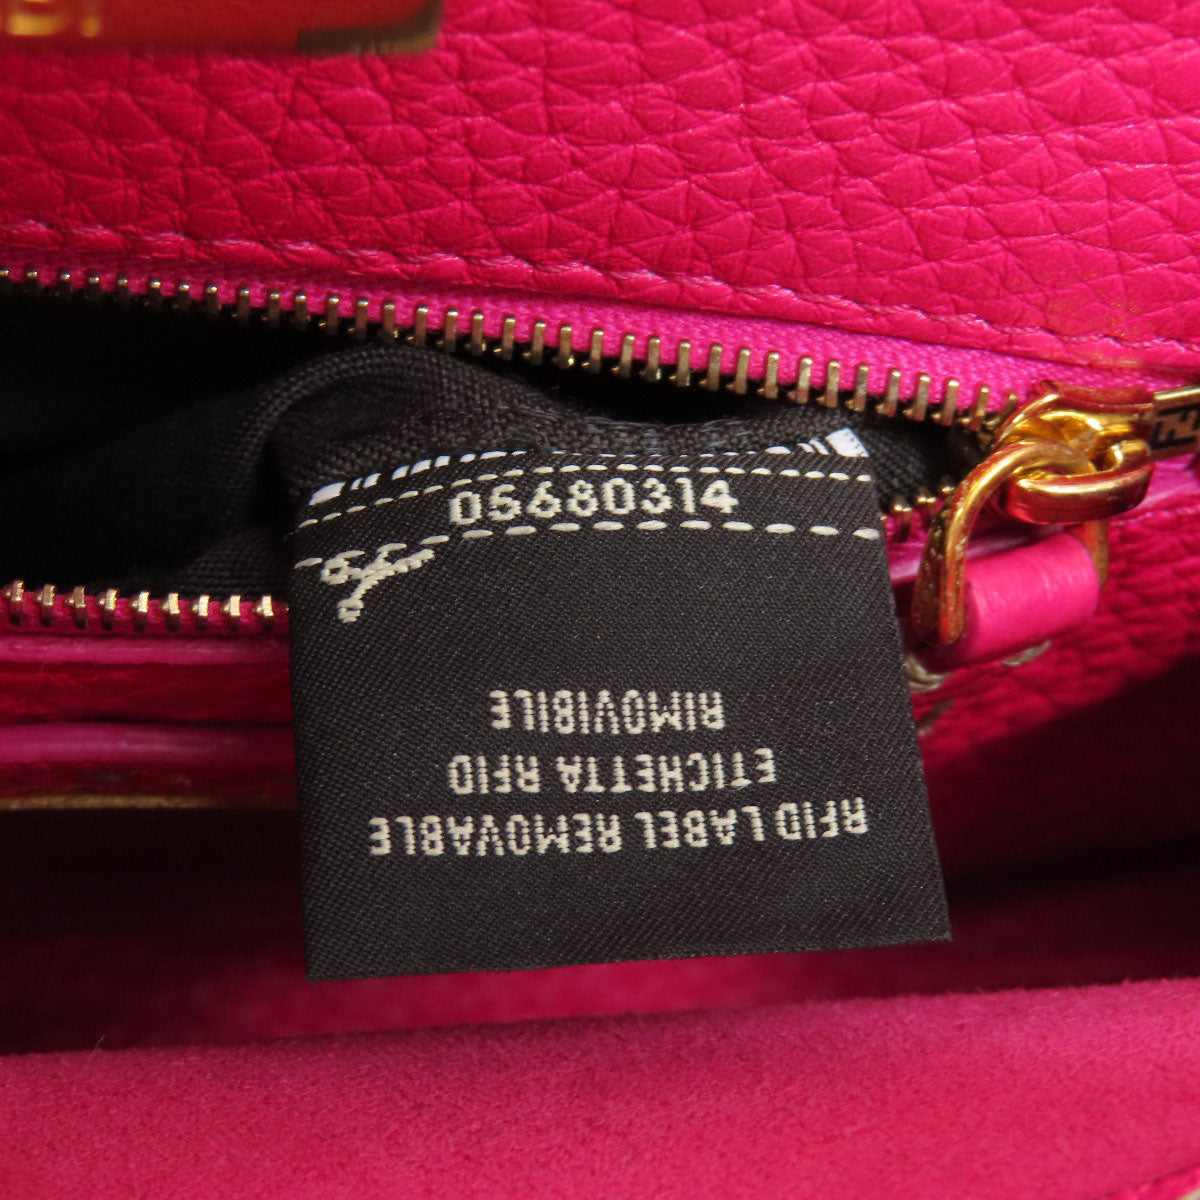 05680314
RFID LABEL REMOVABLE
ETICHETTA RFID
RIMOVIBILE